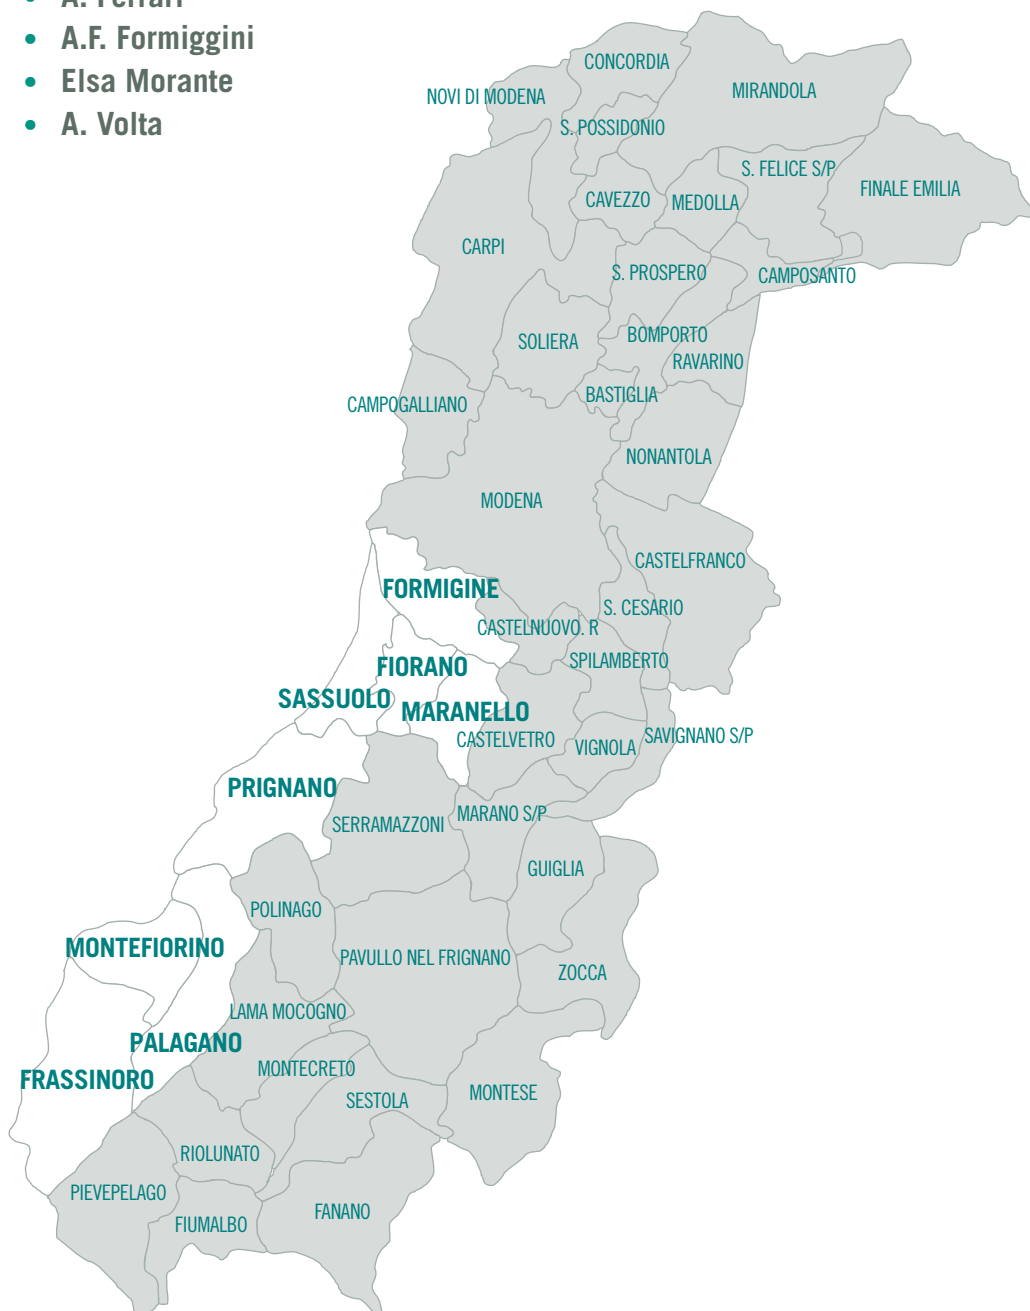 A. Ferrari
A.F. Formiggini
Elsa Morante
A. Volta
CONCORDIA
MIRANDOLA
NOVI DI MODENA
S. POSSIDONIO
S. FELICE S/P
FINALE EMILIA
CAVEZZO
MEDOLLA
CARPI
S. PROSPERO
CAMPOSANTO
SOLIERA
BOMPORTO
RAVARINO
BASTIGLIA
CAMPOGALLIANO
NONANTOLA
MODENA
CASTELFRANCO
FORMIGINE
S. CESARIO
CASTELNUOVO. R
FIORANO
SPILAMBERTO
SASSUOLO
MARANELLO
CASTELVETRO
SAVIGNANO S/P
VIGNOLA
PRIGNANO
MARANO S/P
SERRAMAZZONI
GUIGLIA
POLINAGO
MONTEFIORINO
PAVULLO NEL FRIGNANO
ZOCCA
LAMA MOCOGNO
PALAGANO
MONTECRETO
FRASSINORO
MONTESE
SESTOLA
RIOLUNATO
PIEVEPELAGO
FANANO
FIUMALBO